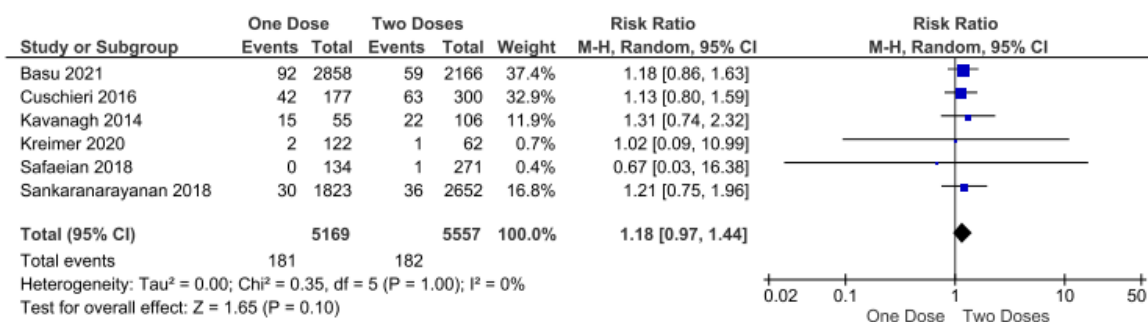 One Dose Two Doses Risk Ratio Risk Ratio
Study or Subgroup Events Total Events Total Weight M-H, Random, 95% CI M-H, Random, 95% CI
Basu 2021 92 2858 59 2166 37.4% 1.18 [0.86, 1.63]
Cuschieri 2016 42 177 63 300 32.9% 1.13 [0.80, 1.59]
Kavanagh 2014 15 55 22 106 11.9% 1.31 [0.74, 2.32]
Kreimer 2020 2 122 1 62 0.7% 1.02 [0.09, 10.99]
Safaeian 2018 0 134 1 271 0.4% 0.67 [0.03, 16.38]
Sankaranarayanan 2018 30 1823 36 2652 16.8% 1.21 [0.75, 1.96]
Total (95% CI) 5169 5557 100.0% 1.18 [0.97, 1.44]
Total events 181 182
Heterogeneity: Tau² = 0.00; Chi² = 0.35, df = 5 (P = 1.00); I² = 0%
Test for overall effect: Z = 1.65 (P = 0.10)
0.02 0.1 1 10 50
One Dose Two Doses